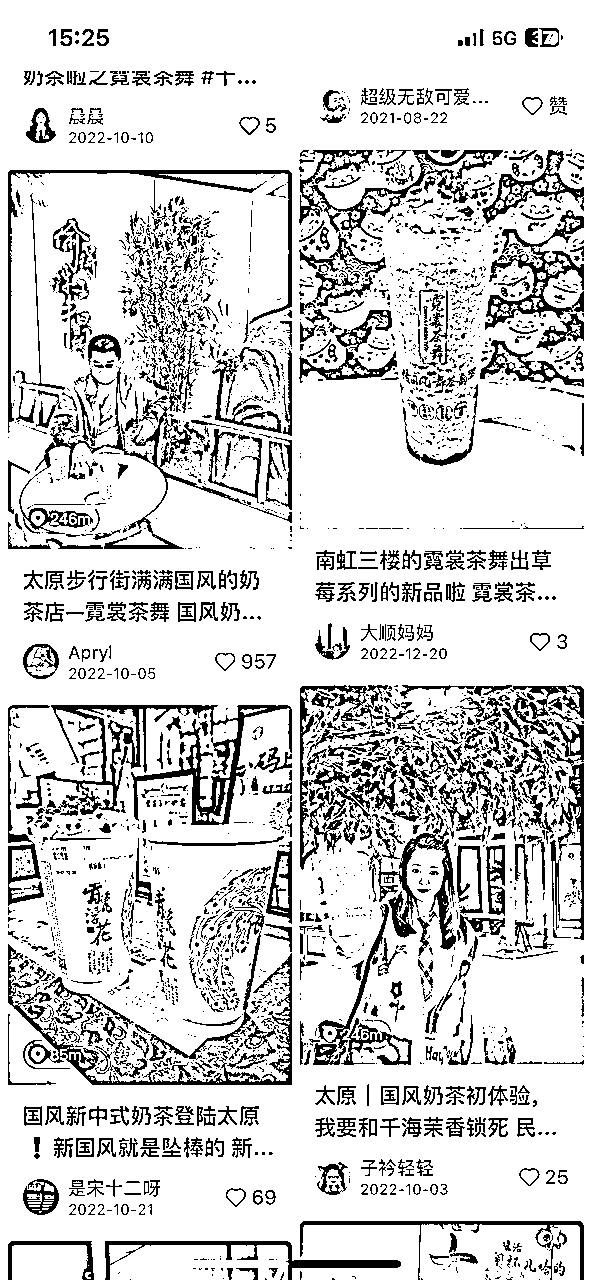 15:25
5G 37
奶茶啦之霓裳茶舞 #十...
晨晨
2022-10-10
5
超级无敌可爱...
2021-08-22
赞
霓裳茶舞
246m
太原步行街满满国风的奶
茶店—霓裳茶舞 国风奶...
Apryl
2022-10-05
957
南虹三楼的霓裳茶舞出草
莓系列的新品啦 霓裳茶...
大顺妈妈
2022-12-20
3
85m
国风新中式奶茶登陆太原
！新国风就是坠棒的 新...
是宋十二呀
2022-10-21
69
246m
太原｜国风奶茶初体验，
我要和千海茉香锁死 民...
子衿轻轻
2022-10-03
25